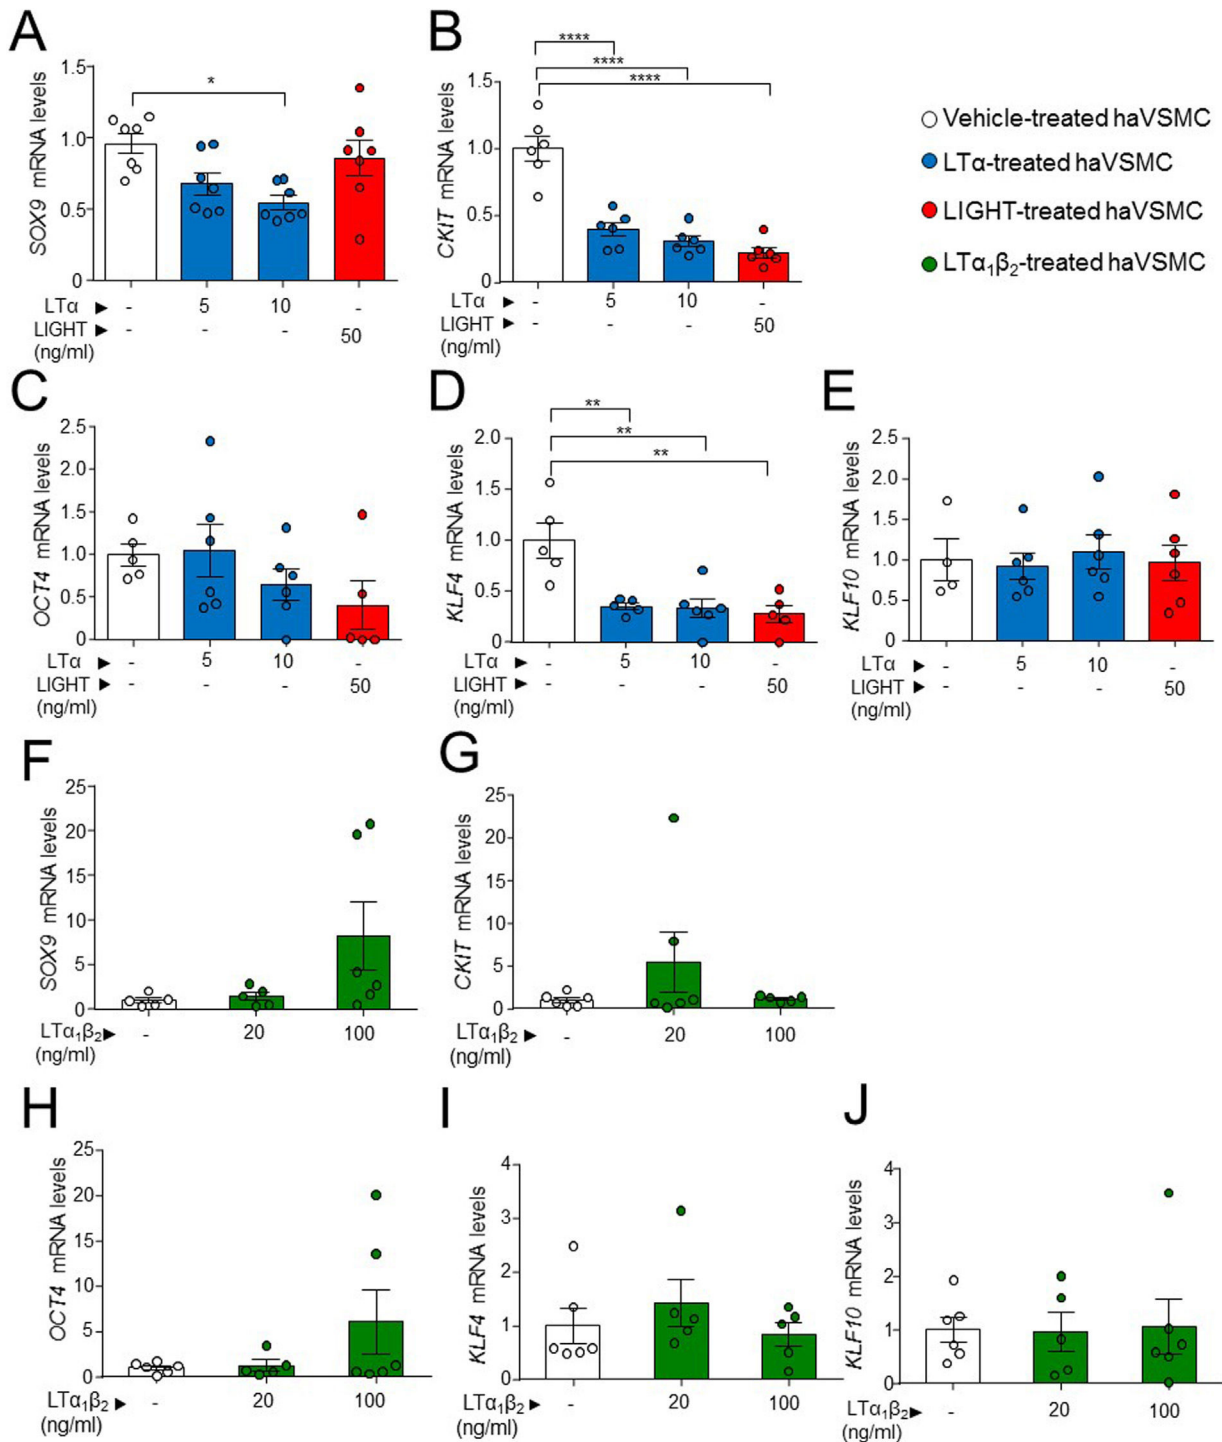 A
SOX9 mRNA levels
1.5
1.0
0.5
0
*
LTα ► - 5 10 -
LIGHT ► - - - 50
(ng/ml)
B
CKIT mRNA levels
1.5
1.0
0.5
0
****
****
****
LTα ► - 5 10 -
LIGHT ► - - - 50
(ng/ml)
Vehicle-treated haVSMC
LTα-treated haVSMC
LIGHT-treated haVSMC
LTα₁β₂-treated haVSMC
C
OCT4 mRNA levels
2.5
2.0
1.5
1.0
0.5
0
LTα ► - 5 10 -
LIGHT ► - - - 50
(ng/ml)
D
KLF4 mRNA levels
2.0
1.5
1.0
0.5
0
**
**
**
LTα ► - 5 10 -
LIGHT ► - - - 50
(ng/ml)
E
KLF10 mRNA levels
2.5
2.0
1.5
1.0
0.5
0
LTα ► - 5 10 -
LIGHT ► - - - 50
(ng/ml)
F
SOX9 mRNA levels
25
20
15
10
5
0
LTα₁β₂ ► - 20 100
(ng/ml)
G
CKIT mRNA levels
25
20
15
10
5
0
LTα₁β₂ ► - 20 100
(ng/ml)
H
OCT4 mRNA levels
25
20
15
10
5
0
LTα₁β₂ ► - 20 100
(ng/ml)
I
KLF4 mRNA levels
4
3
2
1
0
LTα₁β₂ ► - 20 100
(ng/ml)
J
KLF10 mRNA levels
4
3
2
1
0
LTα₁β₂ ► - 20 100
(ng/ml)